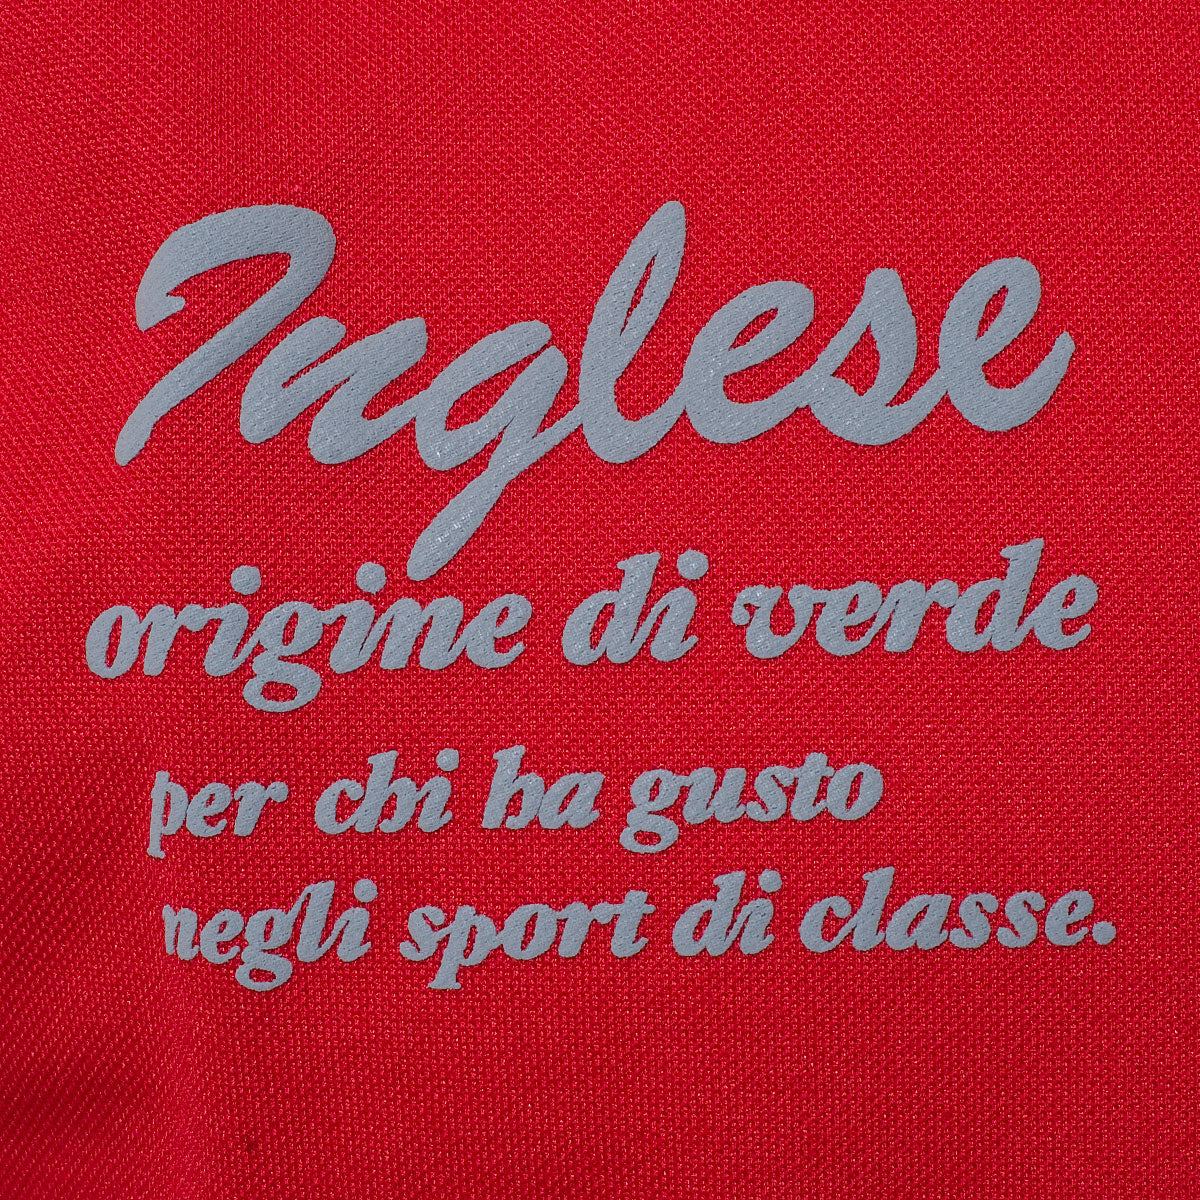 Inglese
origine di verde
per chi ha gusto
negli sport di classe.